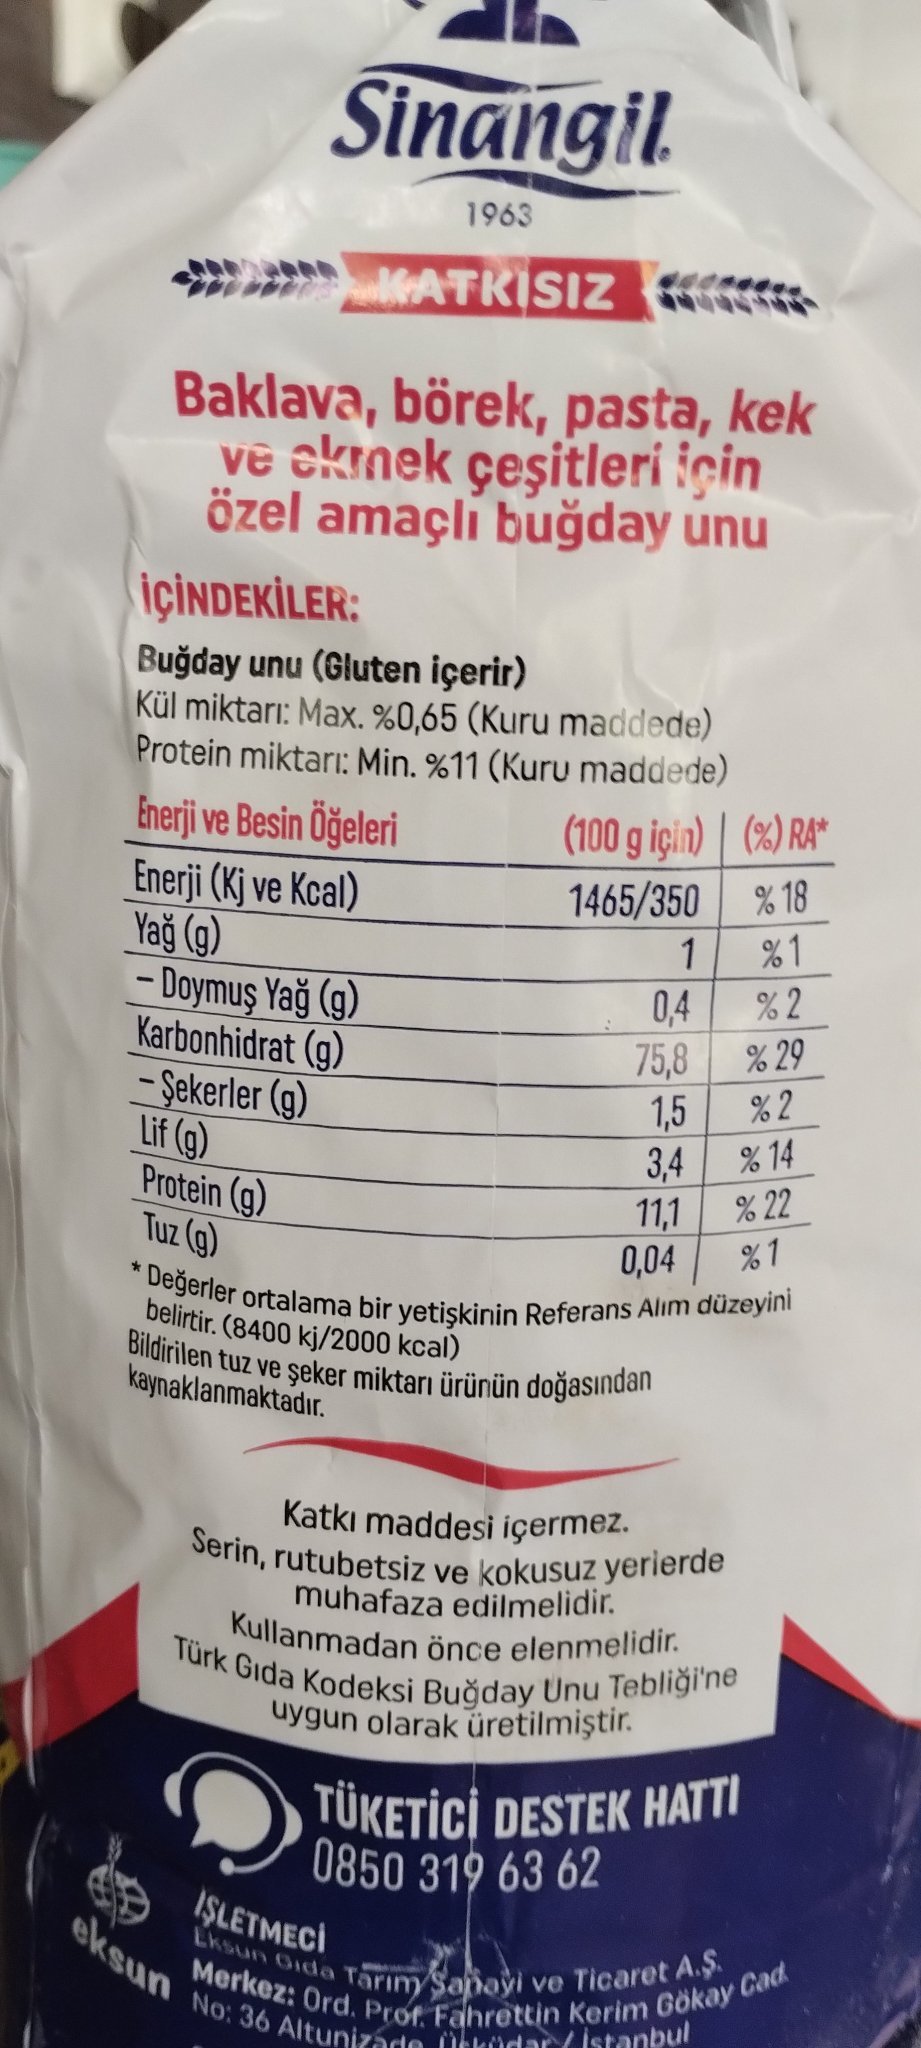 Sinangil
1963
KATKISIZ
Baklava, börek, pasta, kek
ve ekmek çeşitleri için
özel amaçlı buğday unu
İÇİNDEKİLER:
Buğday unu (Gluten içerir)
Kül miktarı: Max. %0,65 (Kuru maddede)
Protein miktarı: Min. %11 (Kuru maddede)
Enerji ve Besin Öğeleri (100 g için) (%) RA*
Enerji (Kj ve Kcal) 1465/350 % 18
Yağ (g) 1 % 1
– Doymuş Yağ (g) 0,4 % 2
Karbonhidrat (g) 75,8 % 29
– Şekerler (g) 1,5 % 2
Lif (g) 3,4 % 14
Protein (g) 11,1 % 22
Tuz (g) 0,04 % 1
* Değerler ortalama bir yetişkinin Referans Alım düzeyini
belirtir. (8400 kj/2000 kcal)
Bildirilen tuz ve şeker miktarı ürünün doğasından
kaynaklanmaktadır.
Katkı maddesi içermez.
Serin, rutubetsiz ve kokusuz yerlerde
muhafaza edilmelidir.
Kullanmadan önce elenmelidir.
Türk Gıda Kodeksi Buğday Unu Tebliği'ne
uygun olarak üretilmiştir.
TÜKETİCİ DESTEK HATTI
0850 319 63 62
eksun
İŞLETMECİ
Eksun Gıda Tarım Sanayi ve Ticaret A.Ş.
Merkez: Ord. Prof. Fahrettin Kerim Gökay Cad.
No: 36 Altunizade Üsküdar / İstanbul